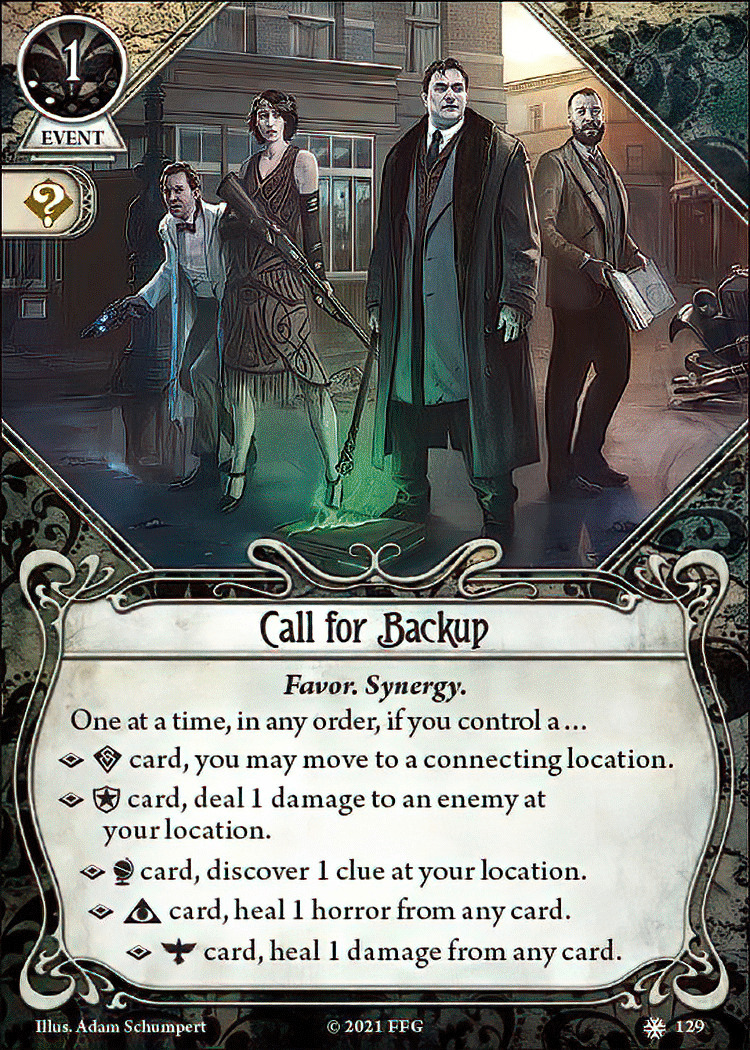 1
EVENT
?
Call for Backup
Favor. Synergy.
One at a time, in any order, if you control a…
card, you may move to a connecting location.
card, deal 1 damage to an enemy at
your location.
card, discover 1 clue at your location.
card, heal 1 horror from any card.
card, heal 1 damage from any card.
Illus. Adam Schumpert © 2021 FFG 129